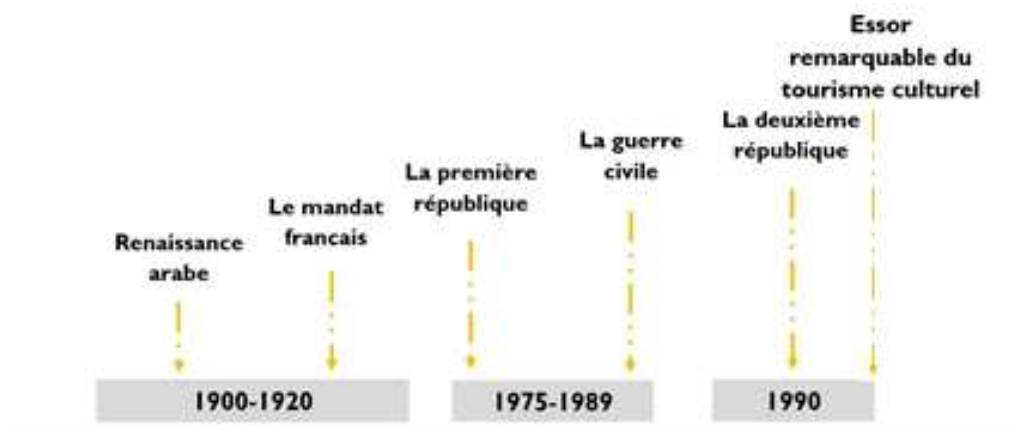 Renaissance
arabe
Le mandat
francais
La première
république
La guerre
civile
La deuxième
république
Essor
remarquable du
tourisme culturel
1900-1920
1975-1989
1990